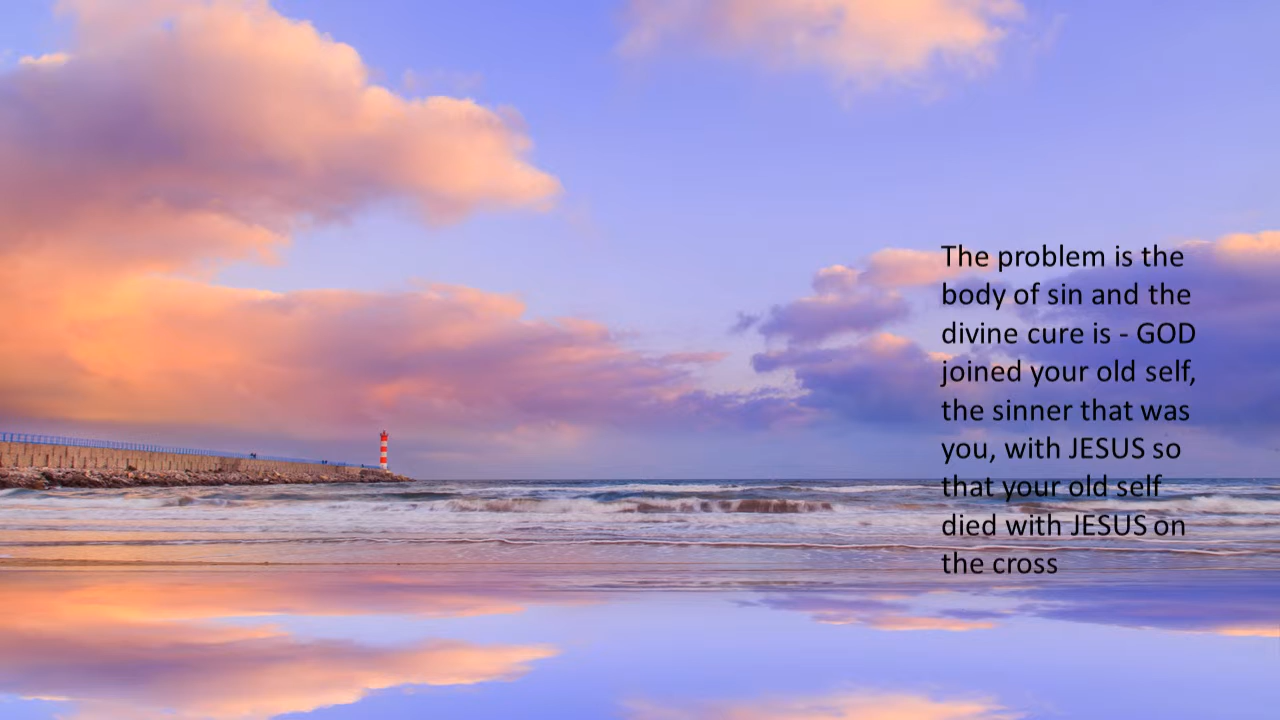 The problem is the
body of sin and the
divine cure is - GOD
joined your old self,
the sinner that was
you, with JESUS so
that your old self
died with JESUS on
the cross